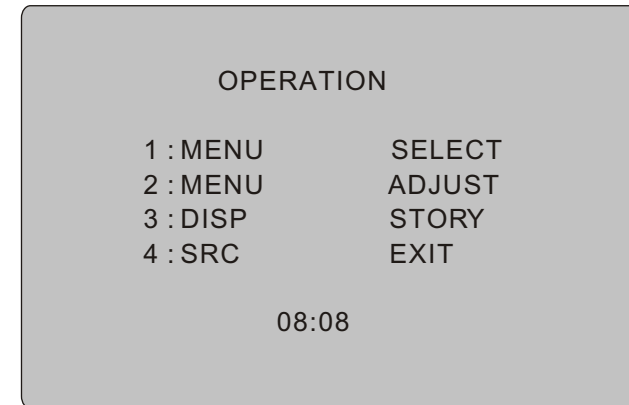 OPERATION
1 : MENU SELECT
2 : MENU ADJUST
3 : DISP STORY
4 : SRC EXIT
08:08